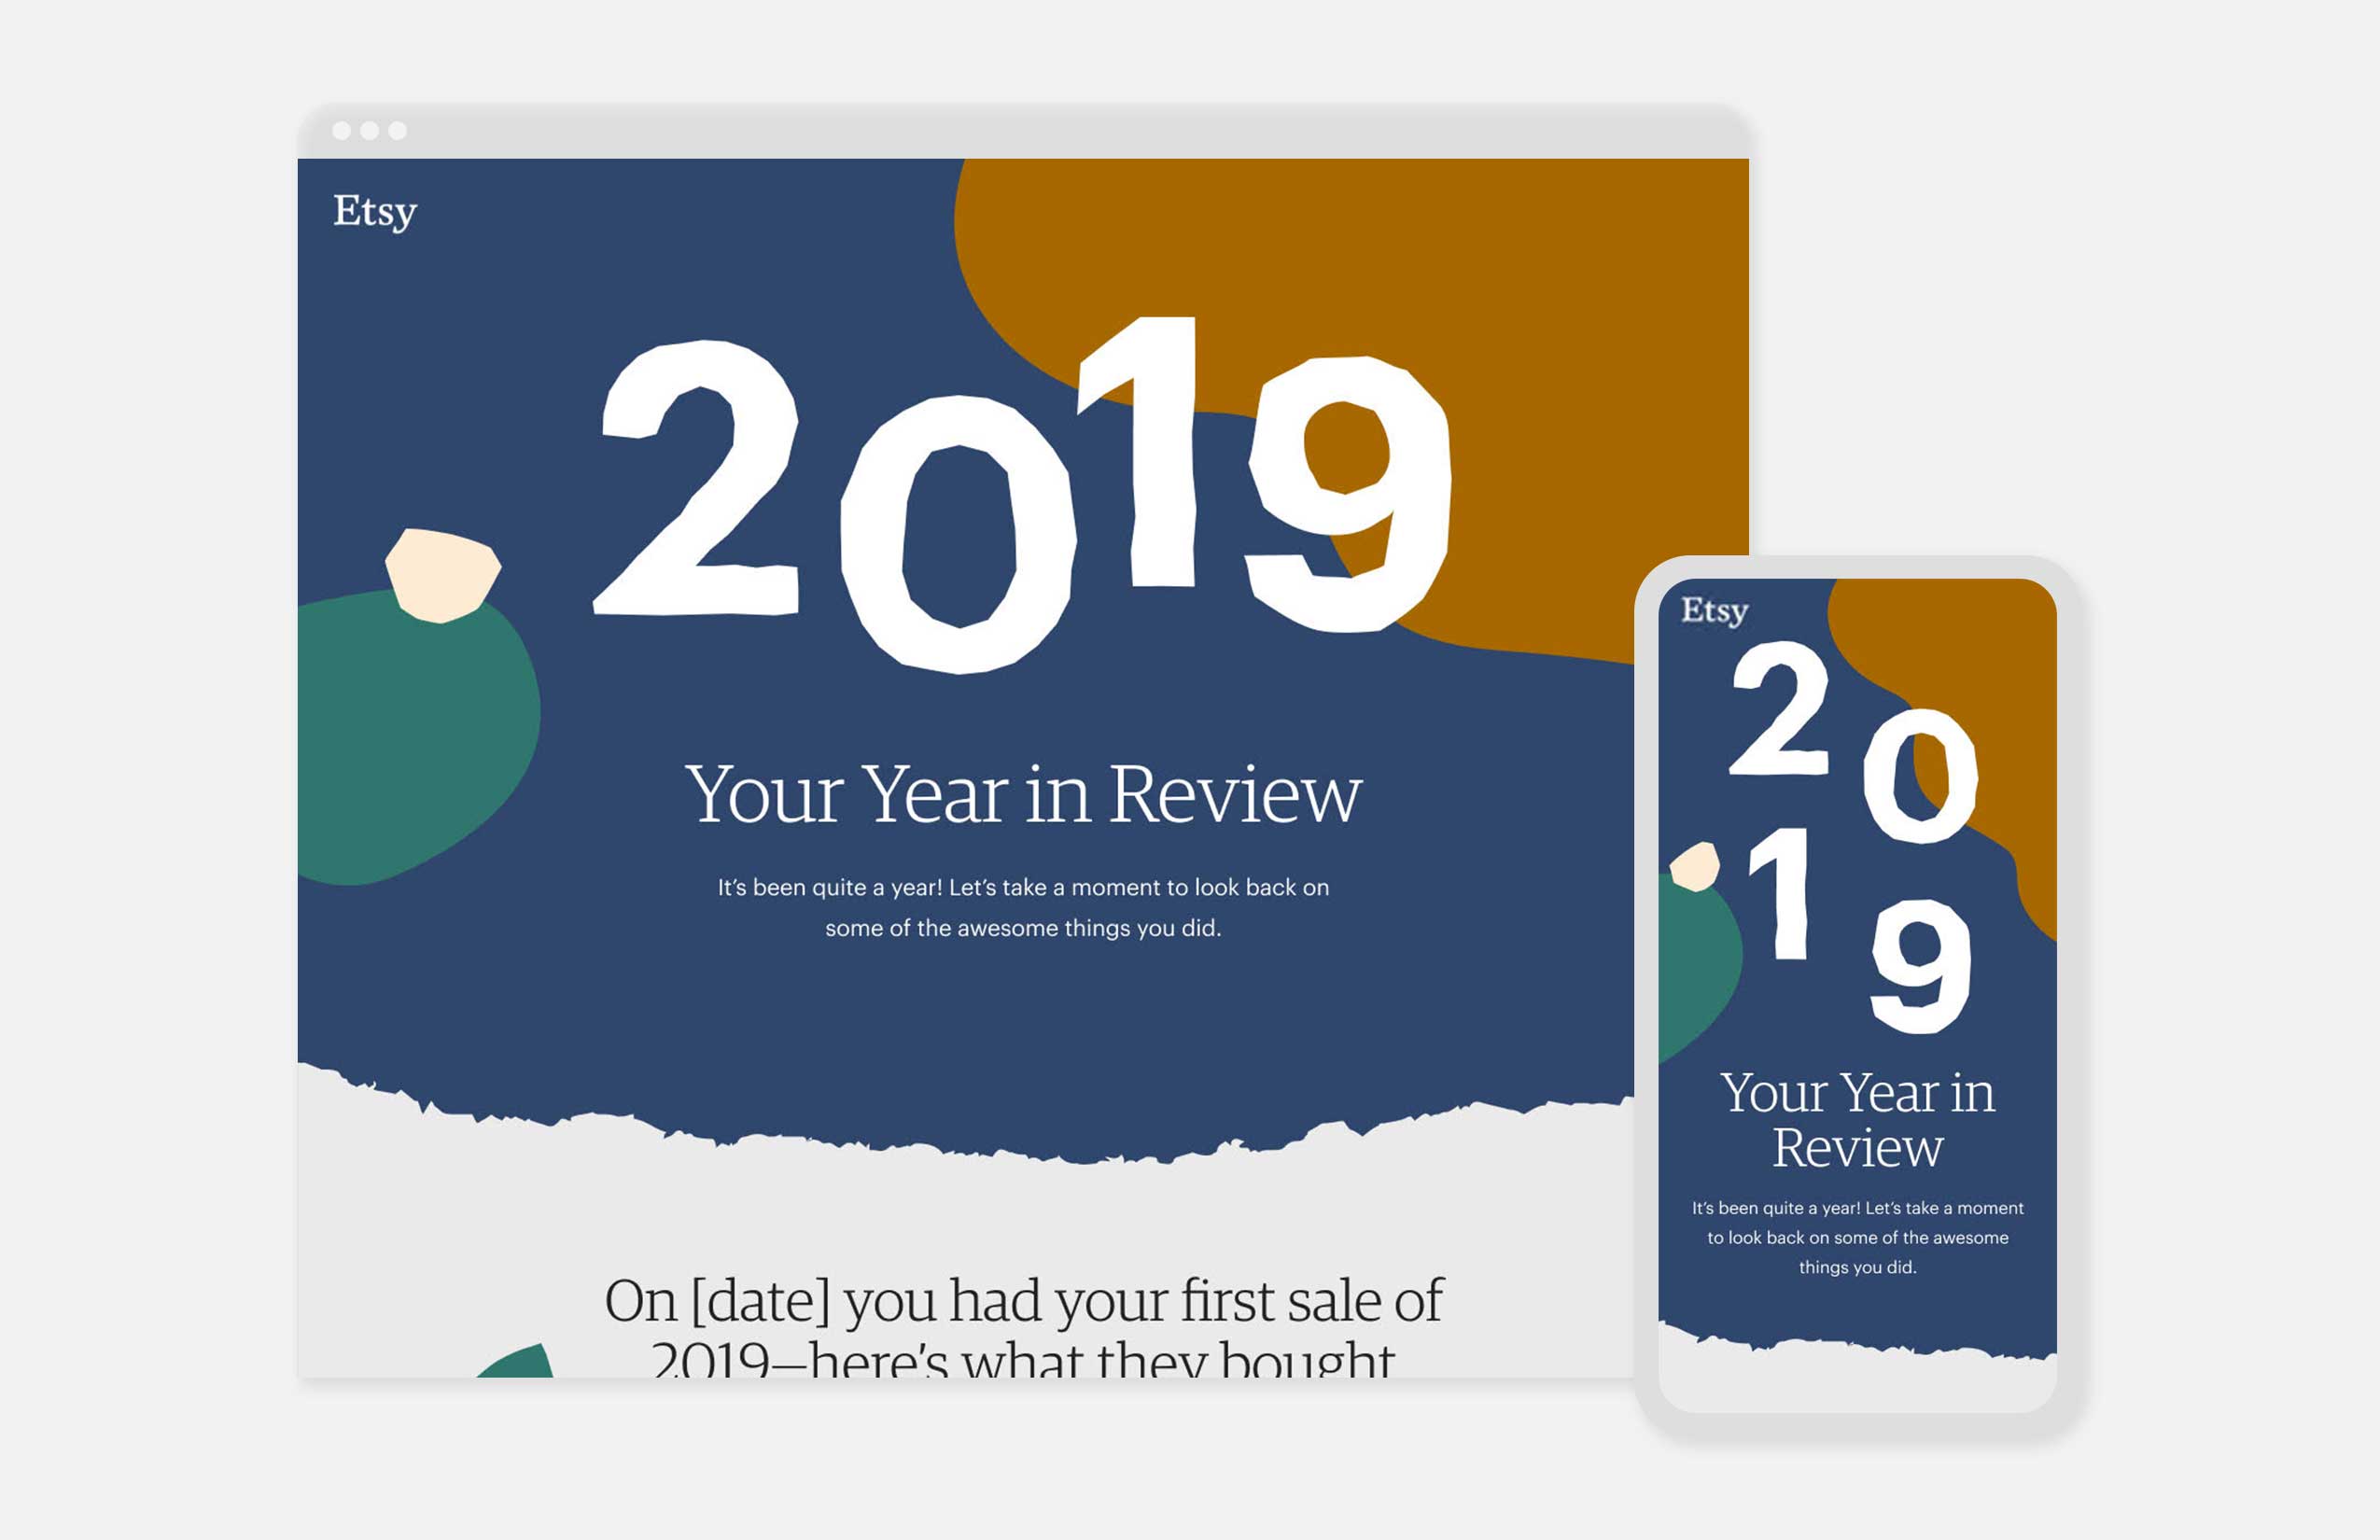 Etsy
2019
Your Year in Review
It's been quite a year! Let's take a moment to look back on
some of the awesome things you did.
On [date] you had your first sale of
2019—here's what they bought
Etsy
20
19
Your Year in
Review
It's been quite a year! Let's take a moment
to look back on some of the awesome
things you did.